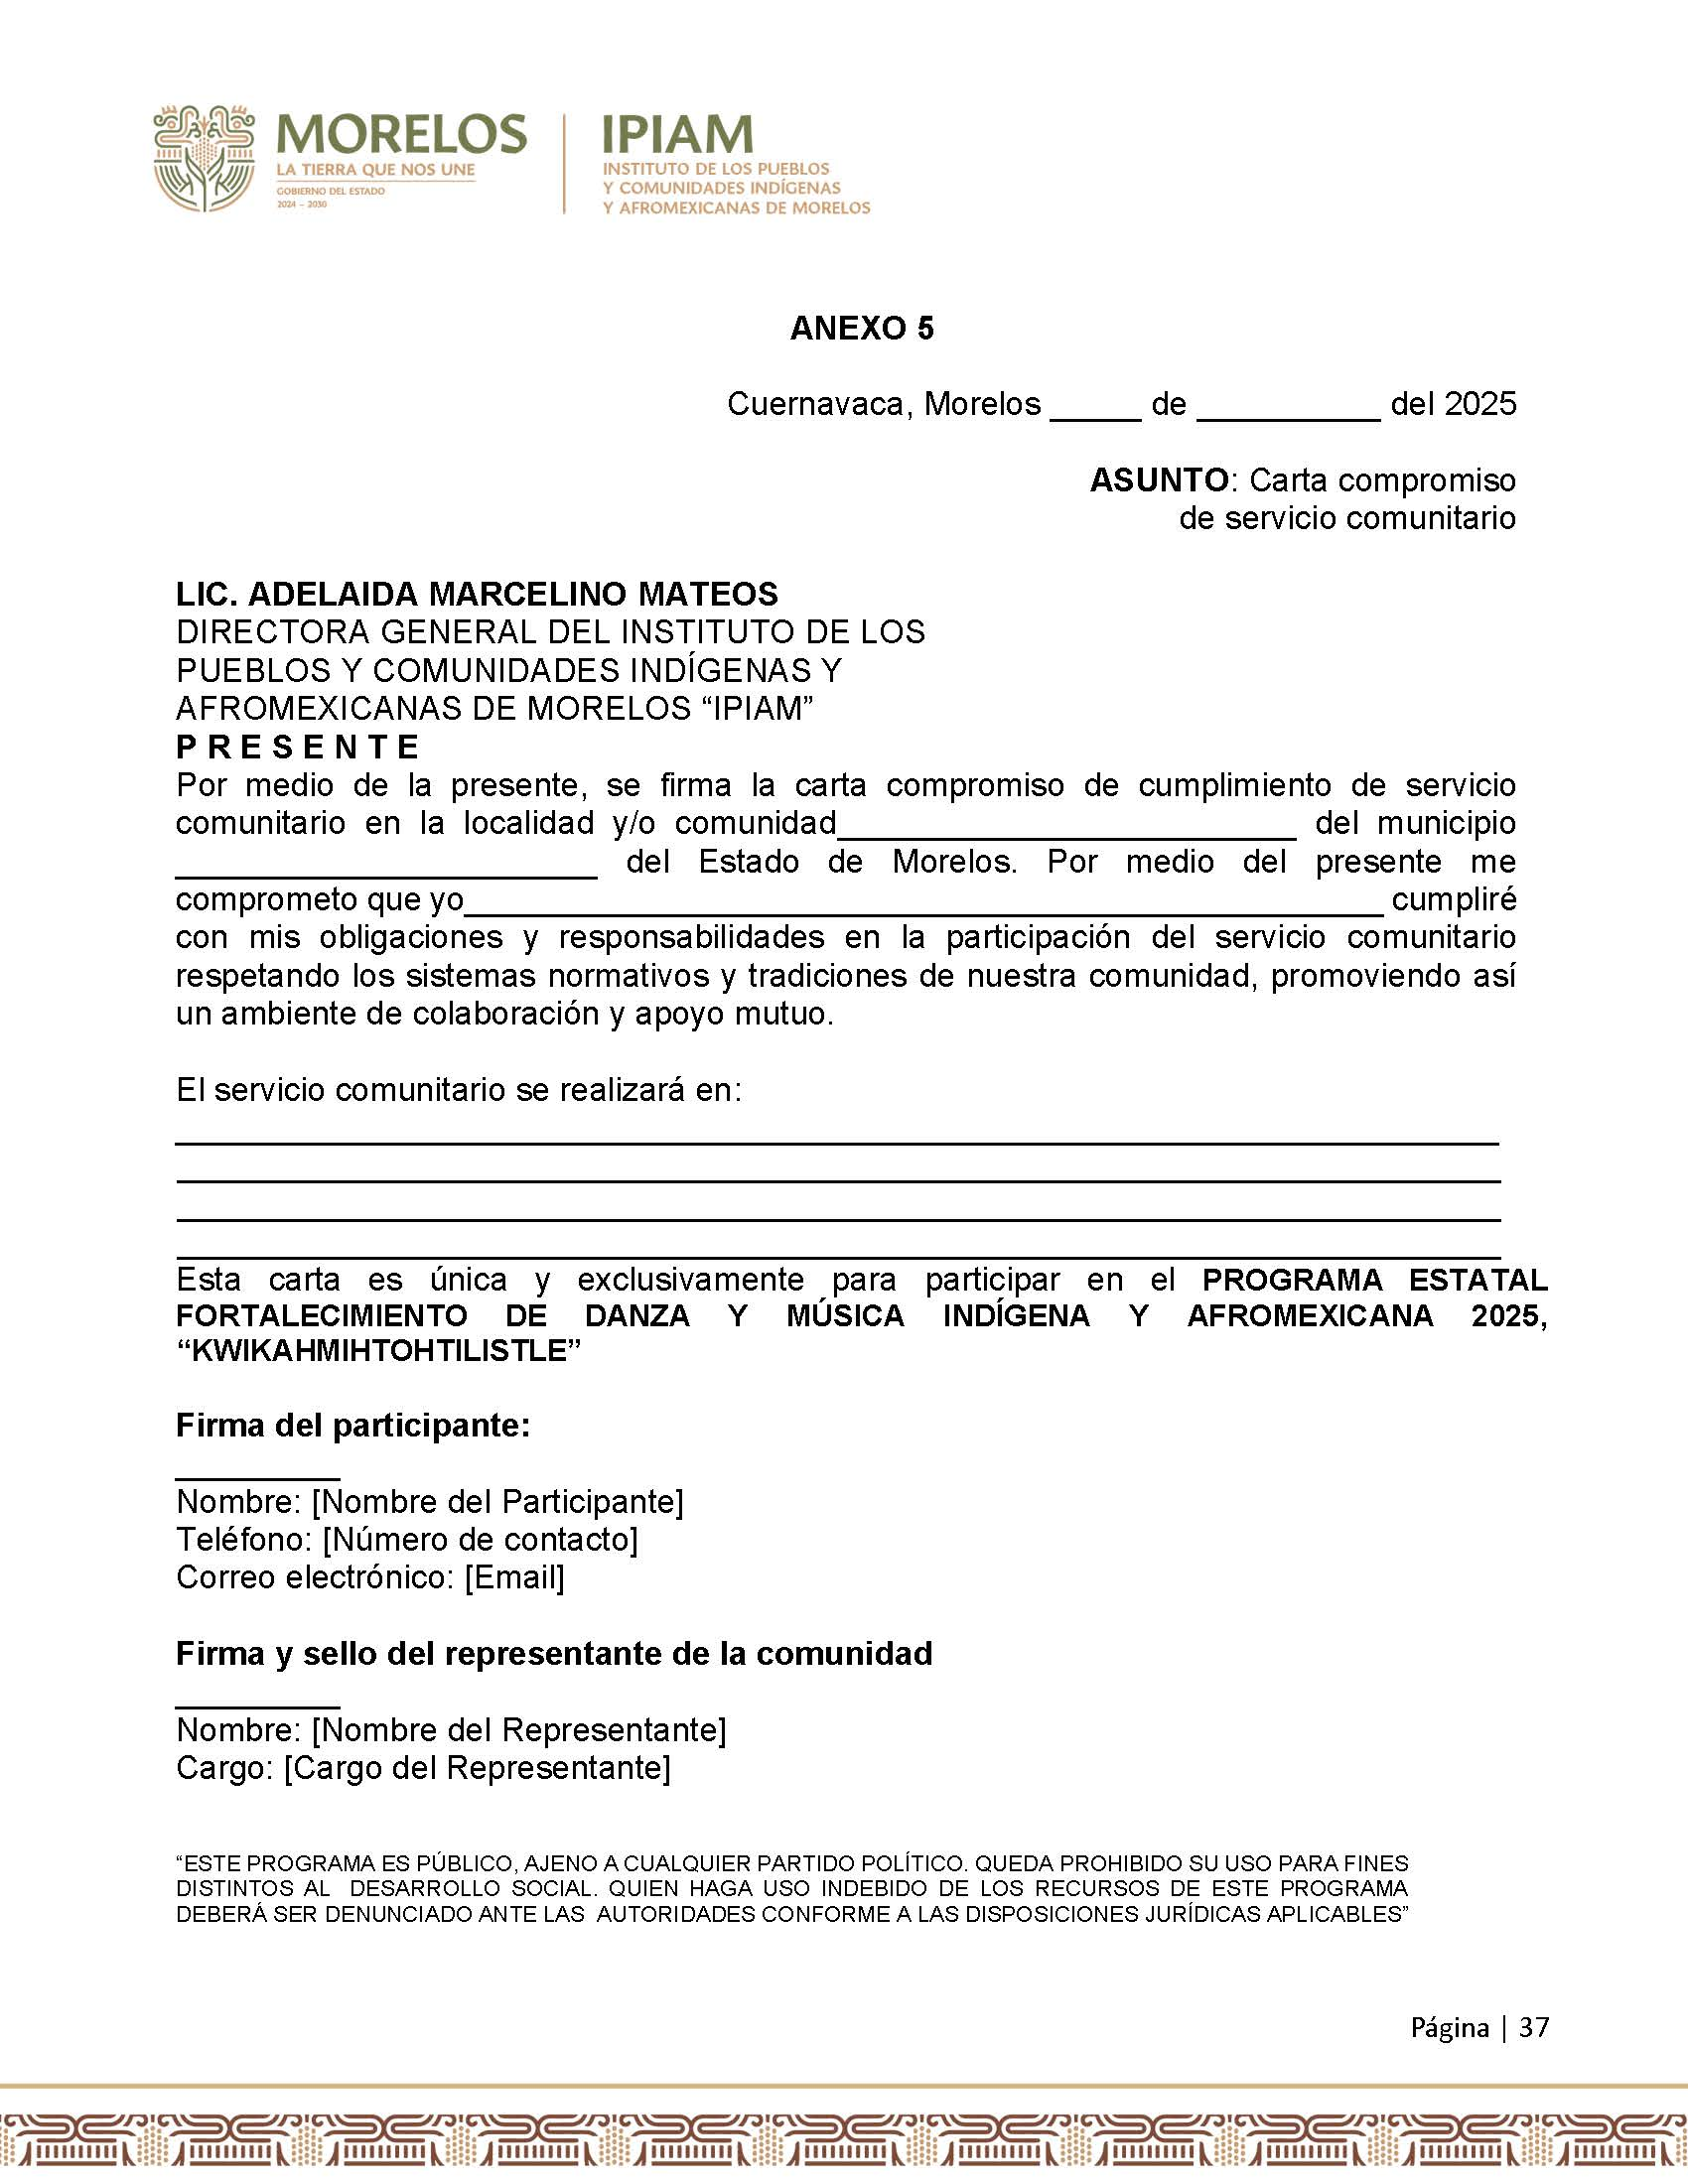 MORELOS
LA TIERRA QUE NOS UNE
GOBIERNO DEL ESTADO
2024 – 2030
IPIAM
INSTITUTO DE LOS PUEBLOS
Y COMUNIDADES INDÍGENAS
Y AFROMEXICANAS DE MORELOS
ANEXO 5
Cuernavaca, Morelos _____ de __________ del 2025
ASUNTO: Carta compromiso
de servicio comunitario
LIC. ADELAIDA MARCELINO MATEOS
DIRECTORA GENERAL DEL INSTITUTO DE LOS
PUEBLOS Y COMUNIDADES INDÍGENAS Y
AFROMEXICANAS DE MORELOS “IPIAM”
P R E S E N T E
Por medio de la presente, se firma la carta compromiso de cumplimiento de servicio
comunitario en la localidad y/o comunidad_________________________ del municipio
_______________________ del Estado de Morelos. Por medio del presente me
comprometo que yo__________________________________________________ cumpliré
con mis obligaciones y responsabilidades en la participación del servicio comunitario
respetando los sistemas normativos y tradiciones de nuestra comunidad, promoviendo así
un ambiente de colaboración y apoyo mutuo.
El servicio comunitario se realizará en:
________________________________________________________________________
________________________________________________________________________
________________________________________________________________________
________________________________________________________________________
Esta carta es única y exclusivamente para participar en el PROGRAMA ESTATAL
FORTALECIMIENTO DE DANZA Y MÚSICA INDÍGENA Y AFROMEXICANA 2025,
“KWIKAHMIHTOHTILISTLE”
Firma del participante:
_________
Nombre: [Nombre del Participante]
Teléfono: [Número de contacto]
Correo electrónico: [Email]
Firma y sello del representante de la comunidad
_________
Nombre: [Nombre del Representante]
Cargo: [Cargo del Representante]
“ESTE PROGRAMA ES PÚBLICO, AJENO A CUALQUIER PARTIDO POLÍTICO. QUEDA PROHIBIDO SU USO PARA FINES
DISTINTOS AL DESARROLLO SOCIAL. QUIEN HAGA USO INDEBIDO DE LOS RECURSOS DE ESTE PROGRAMA
DEBERÁ SER DENUNCIADO ANTE LAS AUTORIDADES CONFORME A LAS DISPOSICIONES JURÍDICAS APLICABLES”
Página | 37